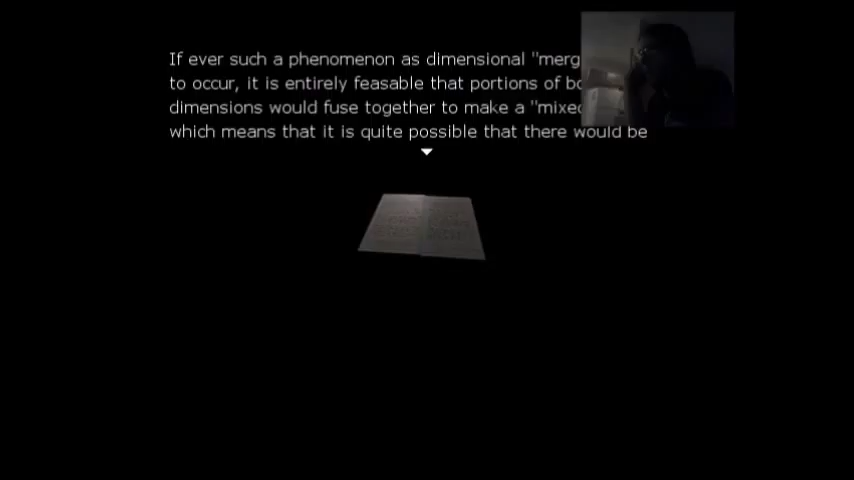 If ever such a phenomenon as dimensional "merg
to occur, it is entirely feasable that portions of bo
dimensions would fuse together to make a "mixed
which means that it is quite possible that there would be